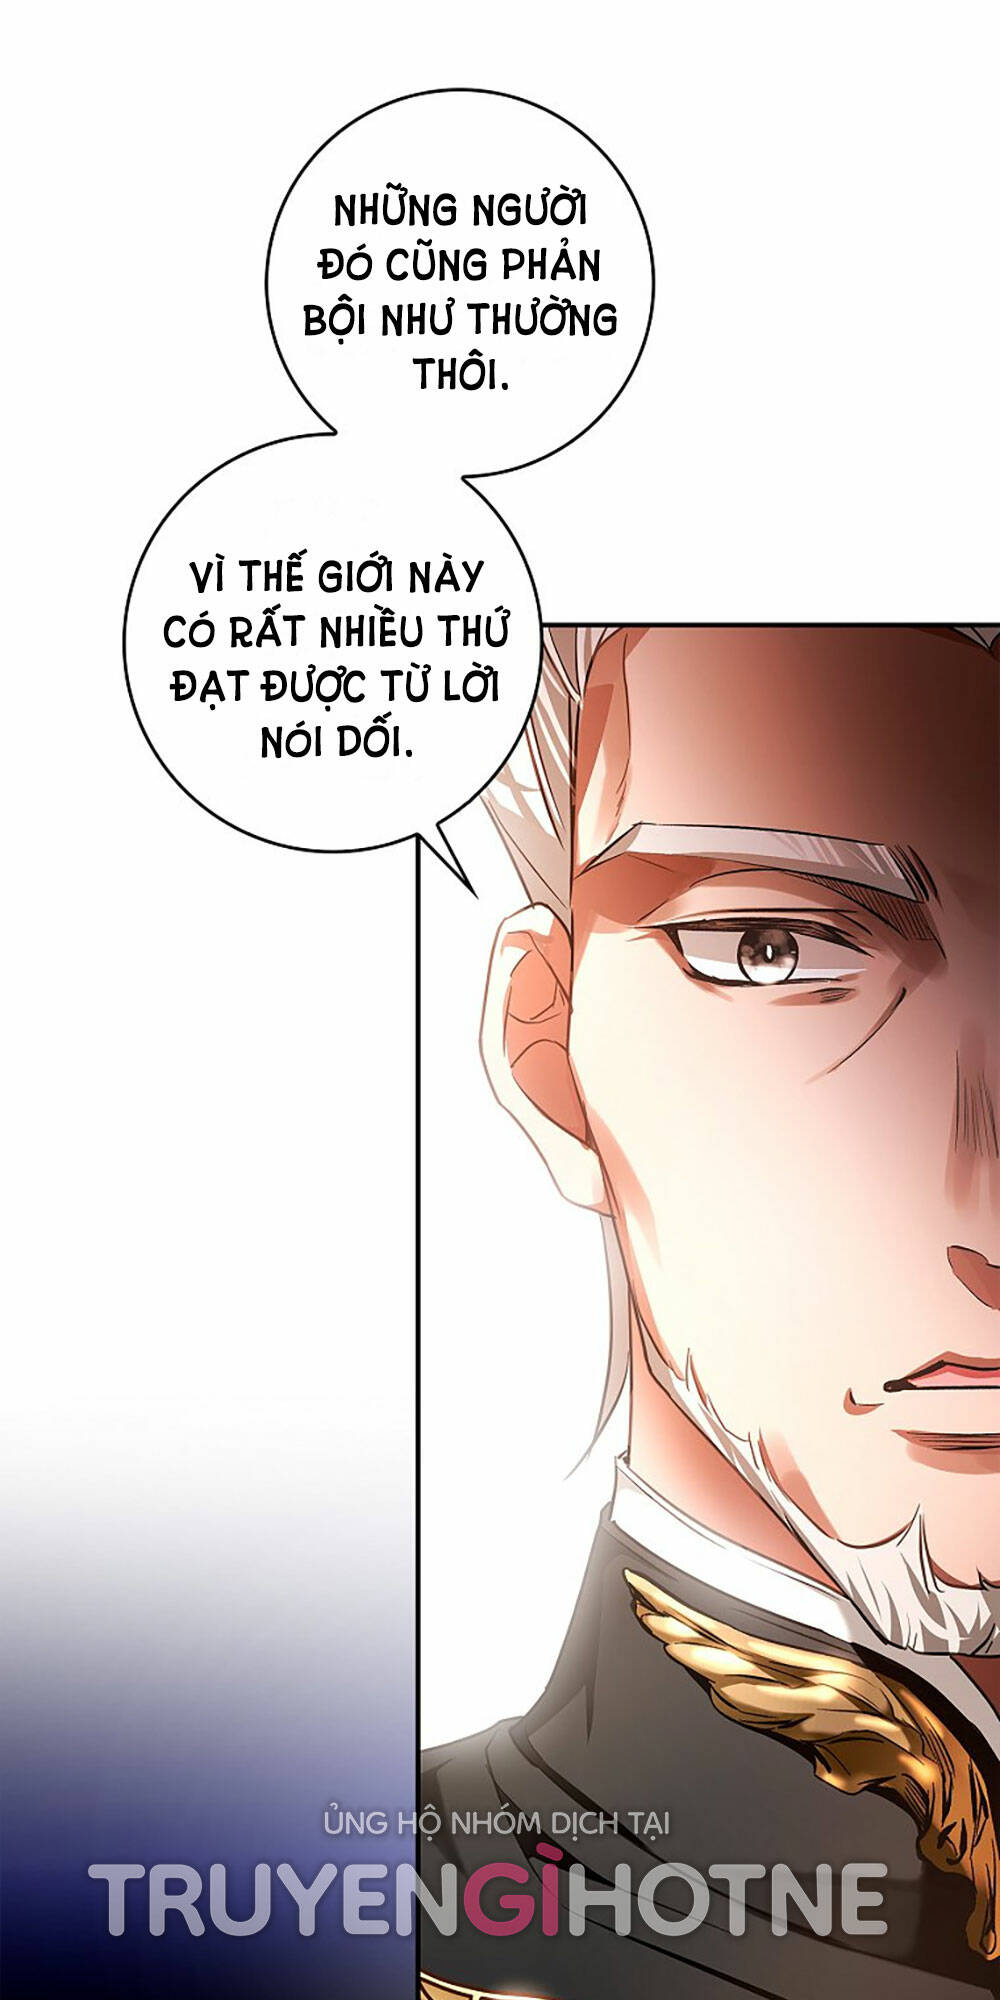 NHỮNG NGƯỜI
ĐÓ CŨNG PHẢN
BỘI NHƯ THƯỜNG
THÔI.
VÌ THẾ GIỚI NÀY
CÓ RẤT NHIỀU THỨ
ĐẠT ĐƯỢC TỪ LỜI
NÓI DỐI.
ỦNG HỘ NHÓM DỊCH TẠI
TRUYENGÌHOTNE